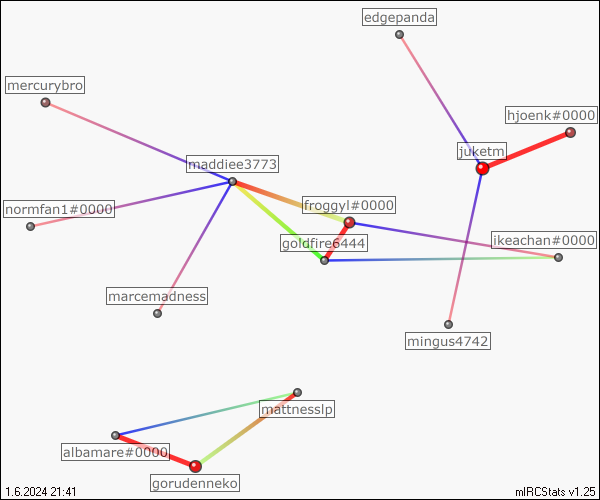 edgepanda
mercurybro
hjoenk#0000
juketm
maddiee3773
froggyl#0000
normfan1#0000
goldfire6444
ikeachan#0000
marcemadness
mingus4742
mattnesslp
albamare#0000
gorudenneko
1.6.2024 21:41
mIRCStats v1.25